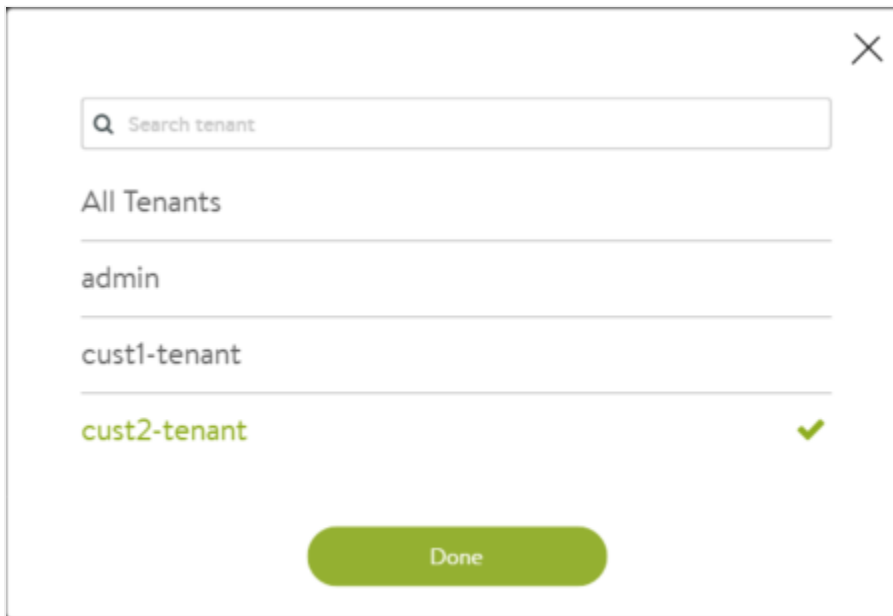 Search tenant
All Tenants
admin
cust1-tenant
cust2-tenant
Done